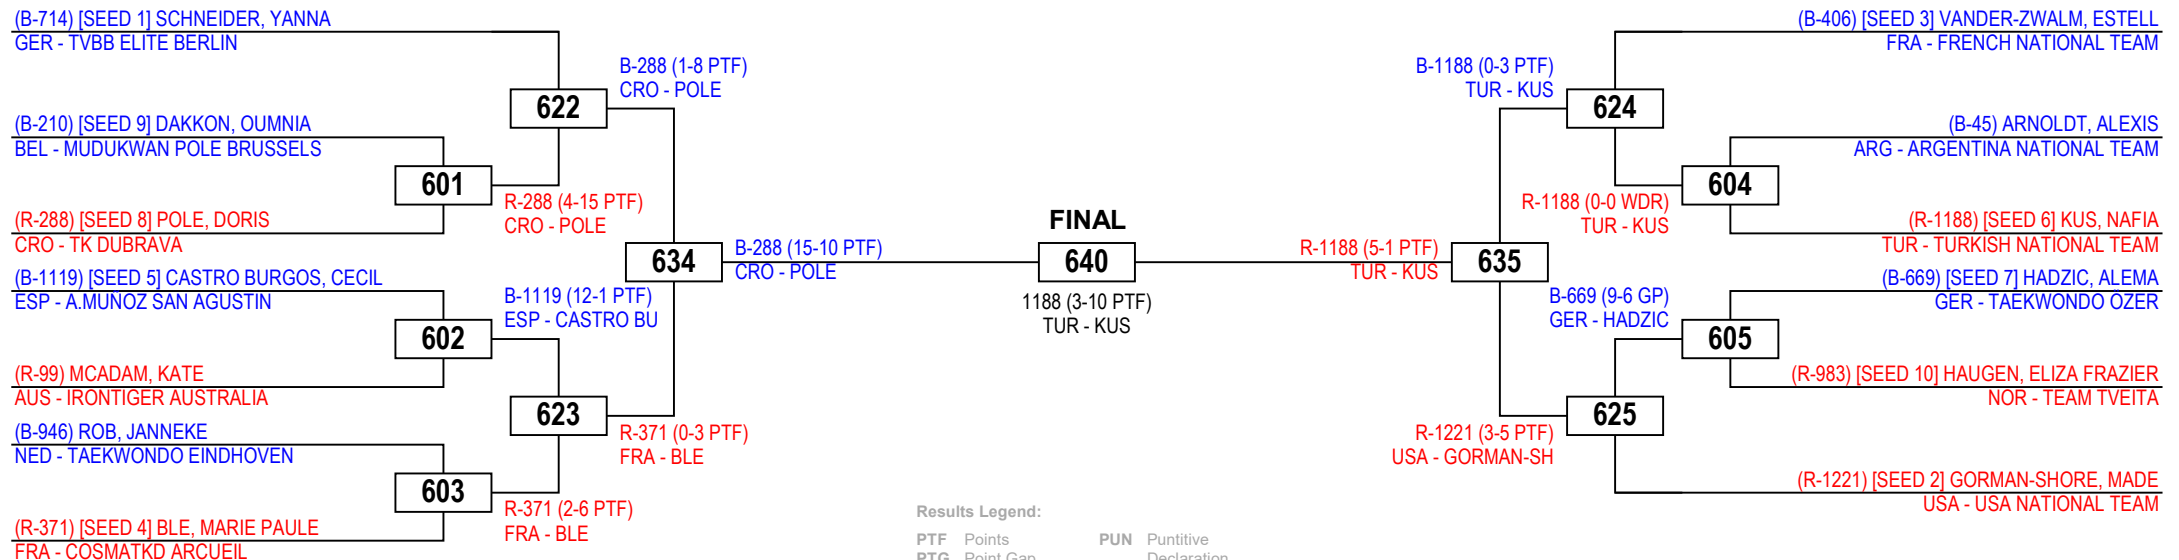 (B-714) [SEED 1] SCHNEIDER, YANNA
GER - TVBB ELITE BERLIN
B-288 (1-8 PTF)
CRO - POLE
622
(B-210) [SEED 9] DAKKON, OUMNIA
BEL - MUDUKWAN POLE BRUSSELS
601
R-288 (4-15 PTF)
CRO - POLE
(R-288) [SEED 8] POLE, DORIS
CRO - TK DUBRAVA
634
B-288 (15-10 PTF)
CRO - POLE
(B-1119) [SEED 5] CASTRO BURGOS, CECIL
ESP - A.MUÑOZ SAN AGUSTIN
B-1119 (12-1 PTF)
ESP - CASTRO BU
602
(R-99) MCADAM, KATE
AUS - IRONTIGER AUSTRALIA
623
R-371 (0-3 PTF)
FRA - BLE
(B-946) ROB, JANNEKE
NED - TAEKWONDO EINDHOVEN
603
R-371 (2-6 PTF)
FRA - BLE
(R-371) [SEED 4] BLE, MARIE PAULE
FRA - COSMATKD ARCUEIL
FINAL
640
1188 (3-10 PTF)
TUR - KUS
(B-406) [SEED 3] VANDER-ZWALM, ESTELL
FRA - FRENCH NATIONAL TEAM
B-1188 (0-3 PTF)
TUR - KUS
624
(B-45) ARNOLDT, ALEXIS
ARG - ARGENTINA NATIONAL TEAM
604
R-1188 (0-0 WDR)
TUR - KUS
(R-1188) [SEED 6] KUS, NAFIA
TUR - TURKISH NATIONAL TEAM
R-1188 (5-1 PTF)
TUR - KUS
635
(B-669) [SEED 7] HADZIC, ALEMA
GER - TAEKWONDO ÖZER
B-669 (9-6 GP)
GER - HADZIC
605
(R-983) [SEED 10] HAUGEN, ELIZA FRAZIER
NOR - TEAM TVEITA
625
R-1221 (3-5 PTF)
USA - GORMAN-SH
(R-1221) [SEED 2] GORMAN-SHORE, MADE
USA - USA NATIONAL TEAM
Results Legend:
PTF Points PUN Puntitive
PTG Point Gap Declaration